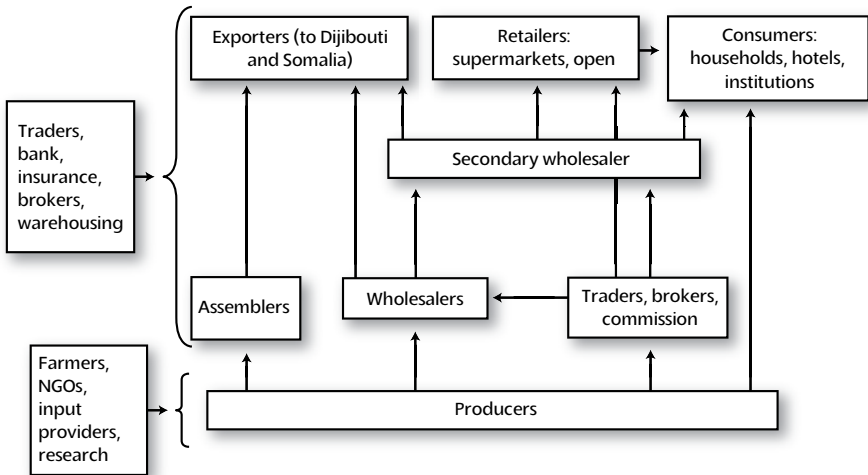 Exporters (to Dijibouti
and Somalia)
Retailers:
supermarkets, open
Consumers:
households, hotels,
institutions
Traders,
bank,
insurance,
brokers,
warehousing
Secondary wholesaler
Assemblers
Wholesalers
Traders, brokers,
commission
Farmers,
NGOs,
input
providers,
research
Producers